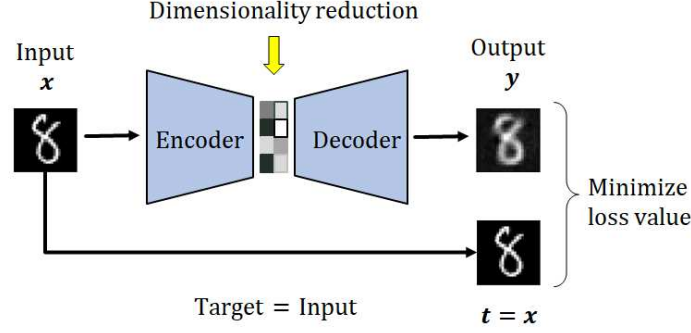 Dimensionality reduction
Input
x
Output
y
Encoder
Decoder
Minimize
loss value
Target = Input
t = x